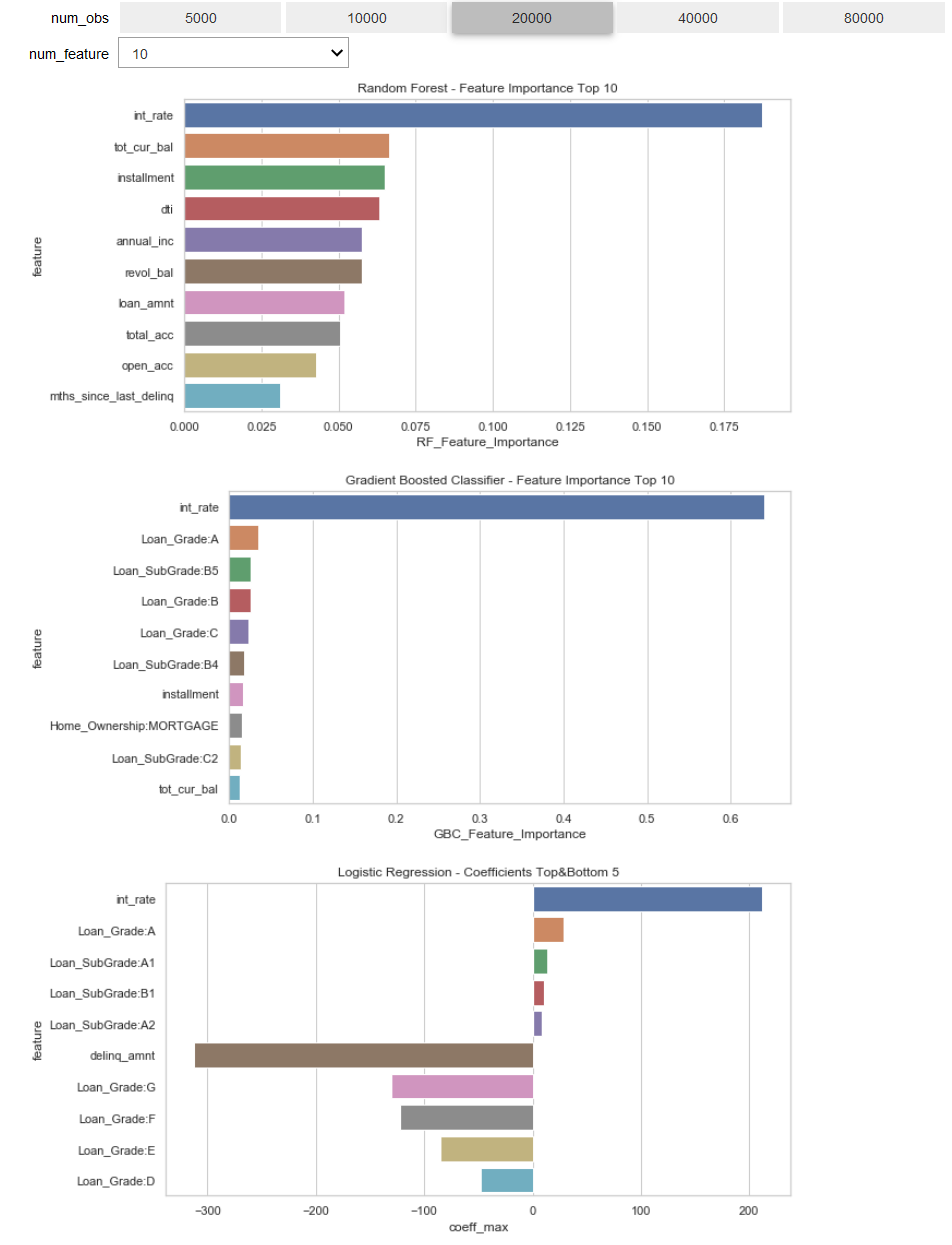 num_obs 5000 10000 20000 40000 80000
num_feature 10
Random Forest - Feature Importance Top 10
int_rate
tot_cur_bal
installment
dti
annual_inc
revol_bal
loan_amnt
total_acc
open_acc
mths_since_last_delinq
feature
0.000 0.025 0.050 0.075 0.100 0.125 0.150 0.175
RF_Feature_Importance
Gradient Boosted Classifier - Feature Importance Top 10
int_rate
Loan_Grade:A
Loan_SubGrade:B5
Loan_Grade:B
Loan_Grade:C
Loan_SubGrade:B4
installment
Home_Ownership:MORTGAGE
Loan_SubGrade:C2
tot_cur_bal
feature
0.0 0.1 0.2 0.3 0.4 0.5 0.6
GBC_Feature_Importance
Logistic Regression - Coefficients Top&Bottom 5
int_rate
Loan_Grade:A
Loan_SubGrade:A1
Loan_SubGrade:B1
Loan_SubGrade:A2
delinq_amnt
Loan_Grade:G
Loan_Grade:F
Loan_Grade:E
Loan_Grade:D
feature
−300 −200 −100 0 100 200
coeff_max